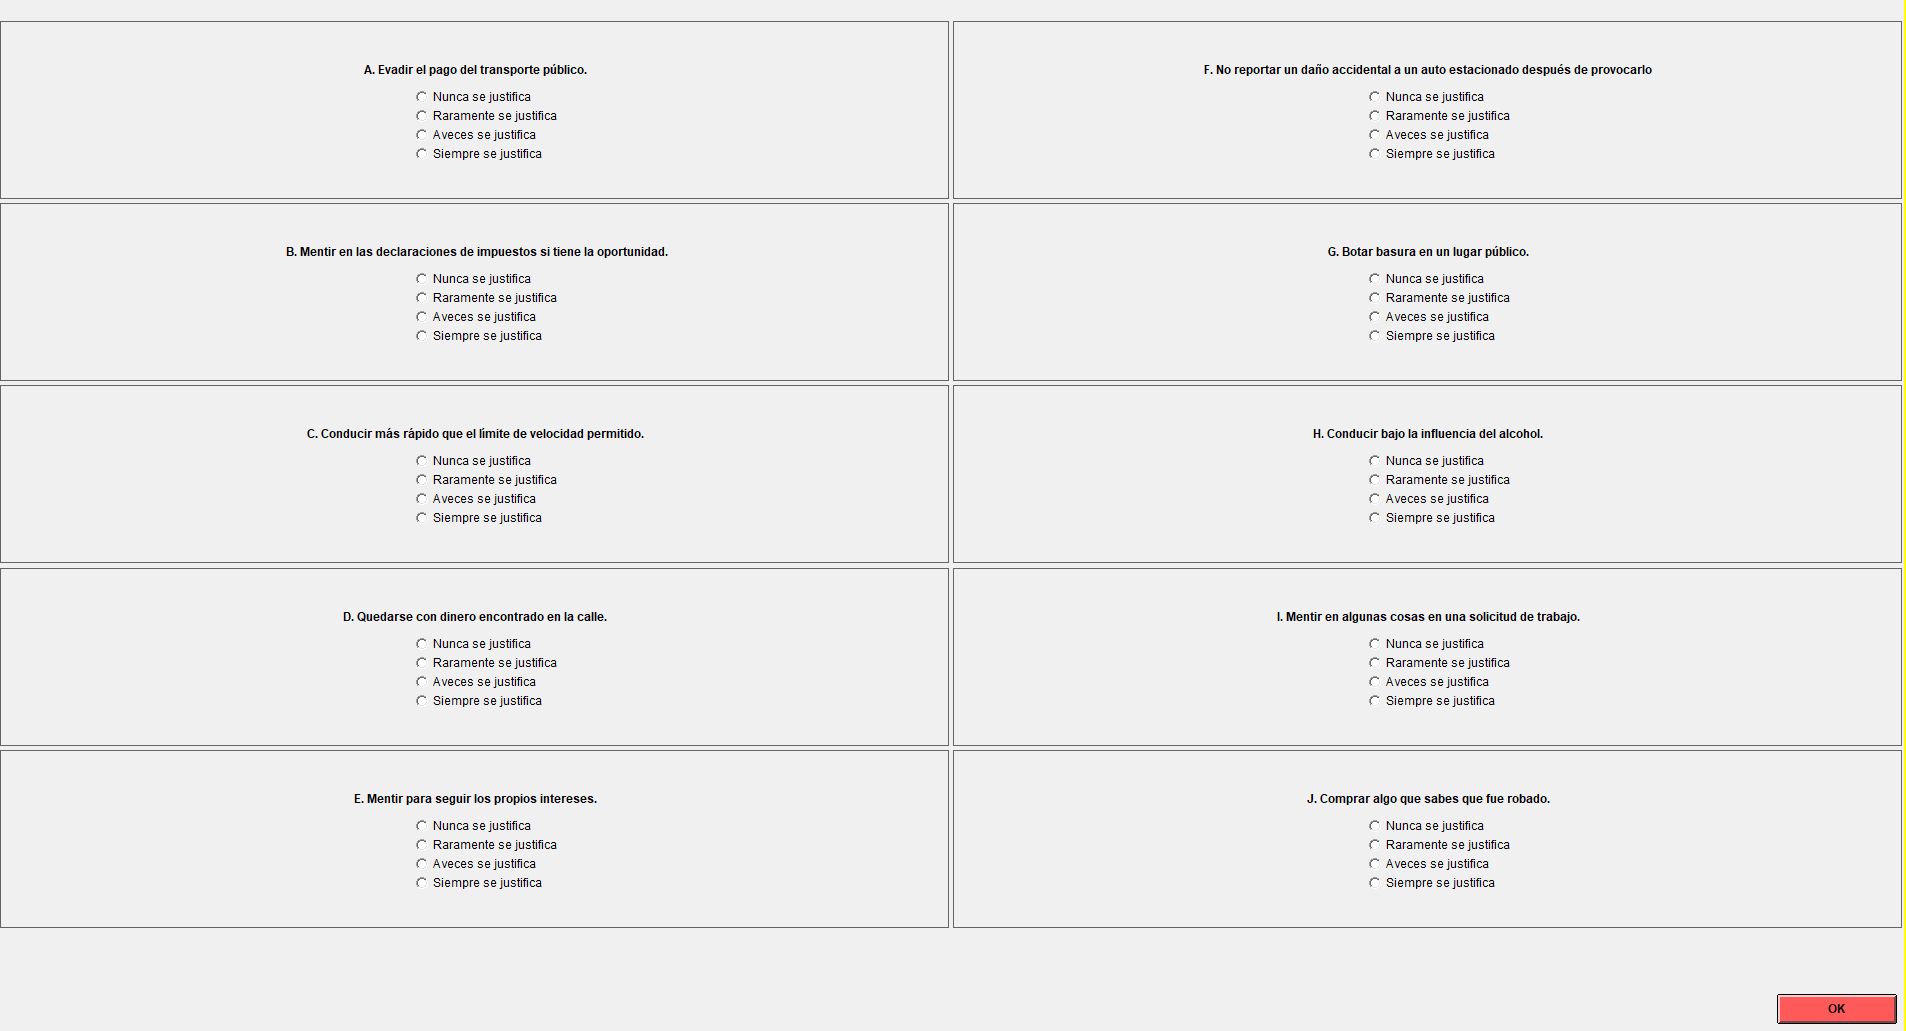 A. Evadir el pago del transporte público.
Nunca se justifica
Raramente se justifica
Aveces se justifica
Siempre se justifica
B. Mentir en las declaraciones de impuestos si tiene la oportunidad.
Nunca se justifica
Raramente se justifica
Aveces se justifica
Siempre se justifica
C. Conducir más rápido que el límite de velocidad permitido.
Nunca se justifica
Raramente se justifica
Aveces se justifica
Siempre se justifica
D. Quedarse con dinero encontrado en la calle.
Nunca se justifica
Raramente se justifica
Aveces se justifica
Siempre se justifica
E. Mentir para seguir los propios intereses.
Nunca se justifica
Raramente se justifica
Aveces se justifica
Siempre se justifica
F. No reportar un daño accidental a un auto estacionado después de provocarlo
Nunca se justifica
Raramente se justifica
Aveces se justifica
Siempre se justifica
G. Botar basura en un lugar público.
Nunca se justifica
Raramente se justifica
Aveces se justifica
Siempre se justifica
H. Conducir bajo la influencia del alcohol.
Nunca se justifica
Raramente se justifica
Aveces se justifica
Siempre se justifica
I. Mentir en algunas cosas en una solicitud de trabajo.
Nunca se justifica
Raramente se justifica
Aveces se justifica
Siempre se justifica
J. Comprar algo que sabes que fue robado.
Nunca se justifica
Raramente se justifica
Aveces se justifica
Siempre se justifica
OK